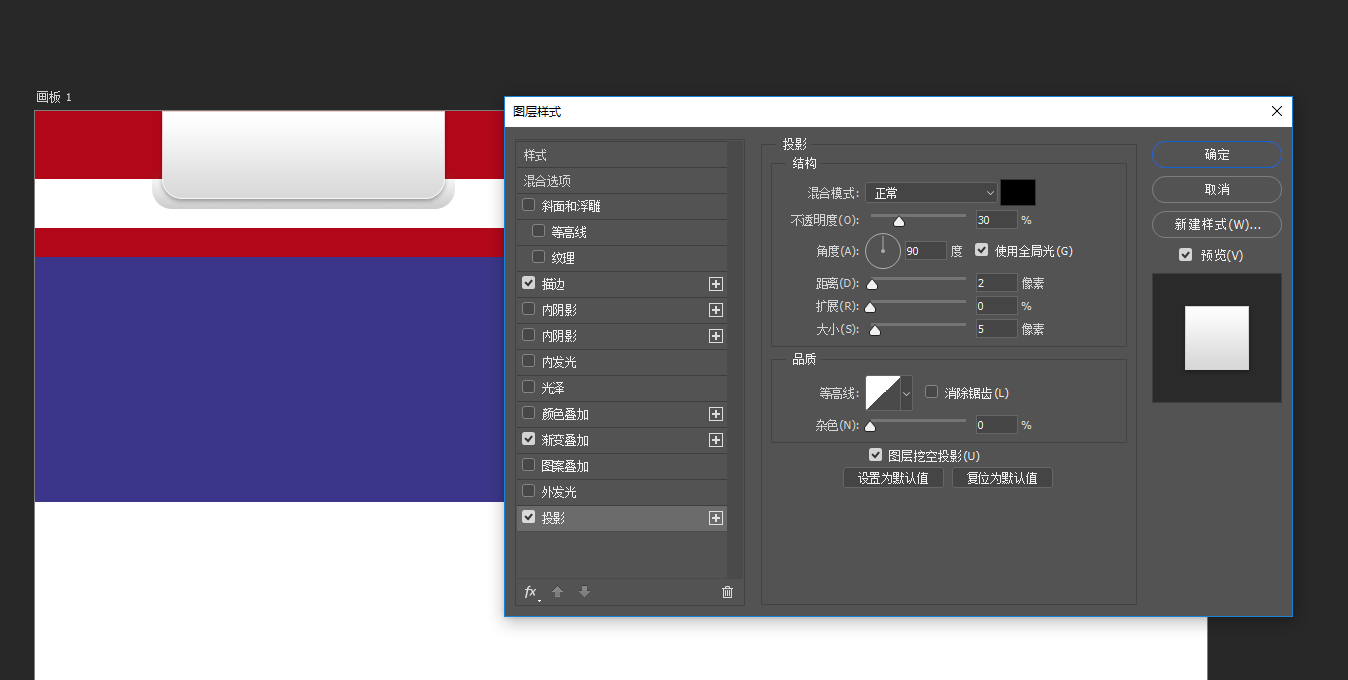 画板 1
图层样式
样式
混合选项
斜面和浮雕
等高线
纹理
描边
内阴影
内阴影
内发光
光泽
颜色叠加
渐变叠加
图案叠加
外发光
投影
fx
投影
结构
混合模式: 正常
不透明度(O): 30 %
角度(A): 90 度 使用全局光(G)
距离(D): 2 像素
扩展(R): 0 %
大小(S): 5 像素
品质
等高线: 消除锯齿(L)
杂色(N): 0 %
图层挖空投影(U)
设置为默认值 复位为默认值
确定
取消
新建样式(W)...
预览(V)